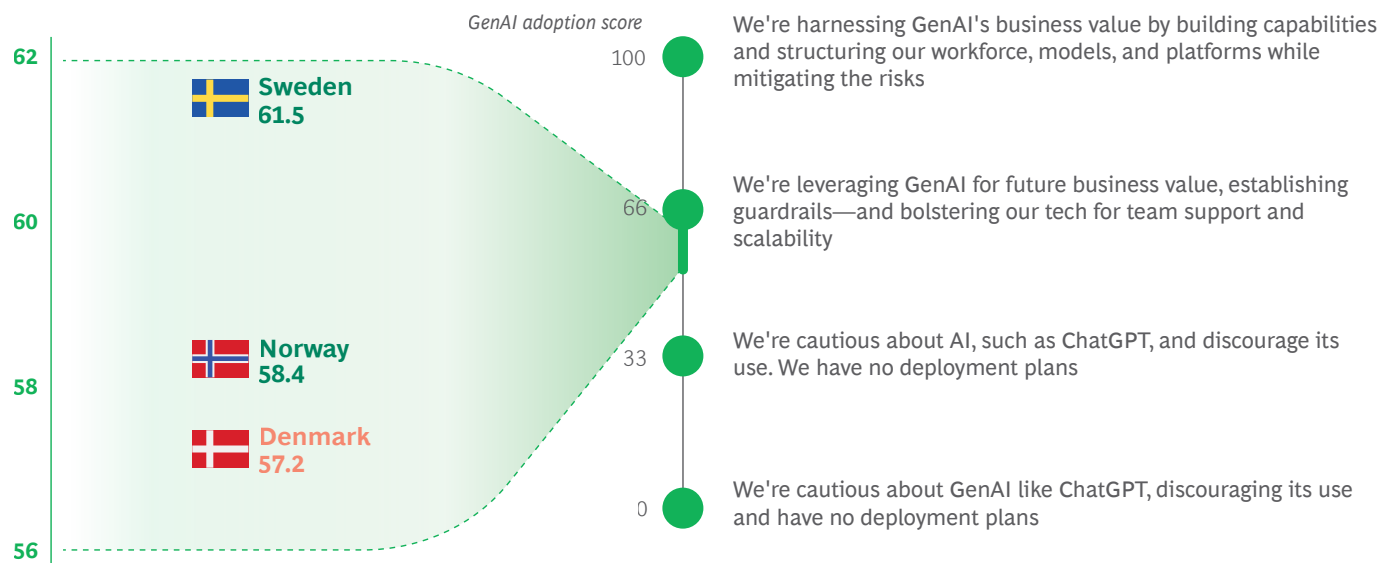 GenAI adoption score
62
60
58
56
Sweden
61.5
Norway
58.4
Denmark
57.2
100
We're harnessing GenAI's business value by building capabilities
and structuring our workforce, models, and platforms while
mitigating the risks
66
We're leveraging GenAI for future business value, establishing
guardrails—and bolstering our tech for team support and
scalability
33
We're cautious about AI, such as ChatGPT, and discourage its
use. We have no deployment plans
0
We're cautious about GenAI like ChatGPT, discouraging its use
and have no deployment plans